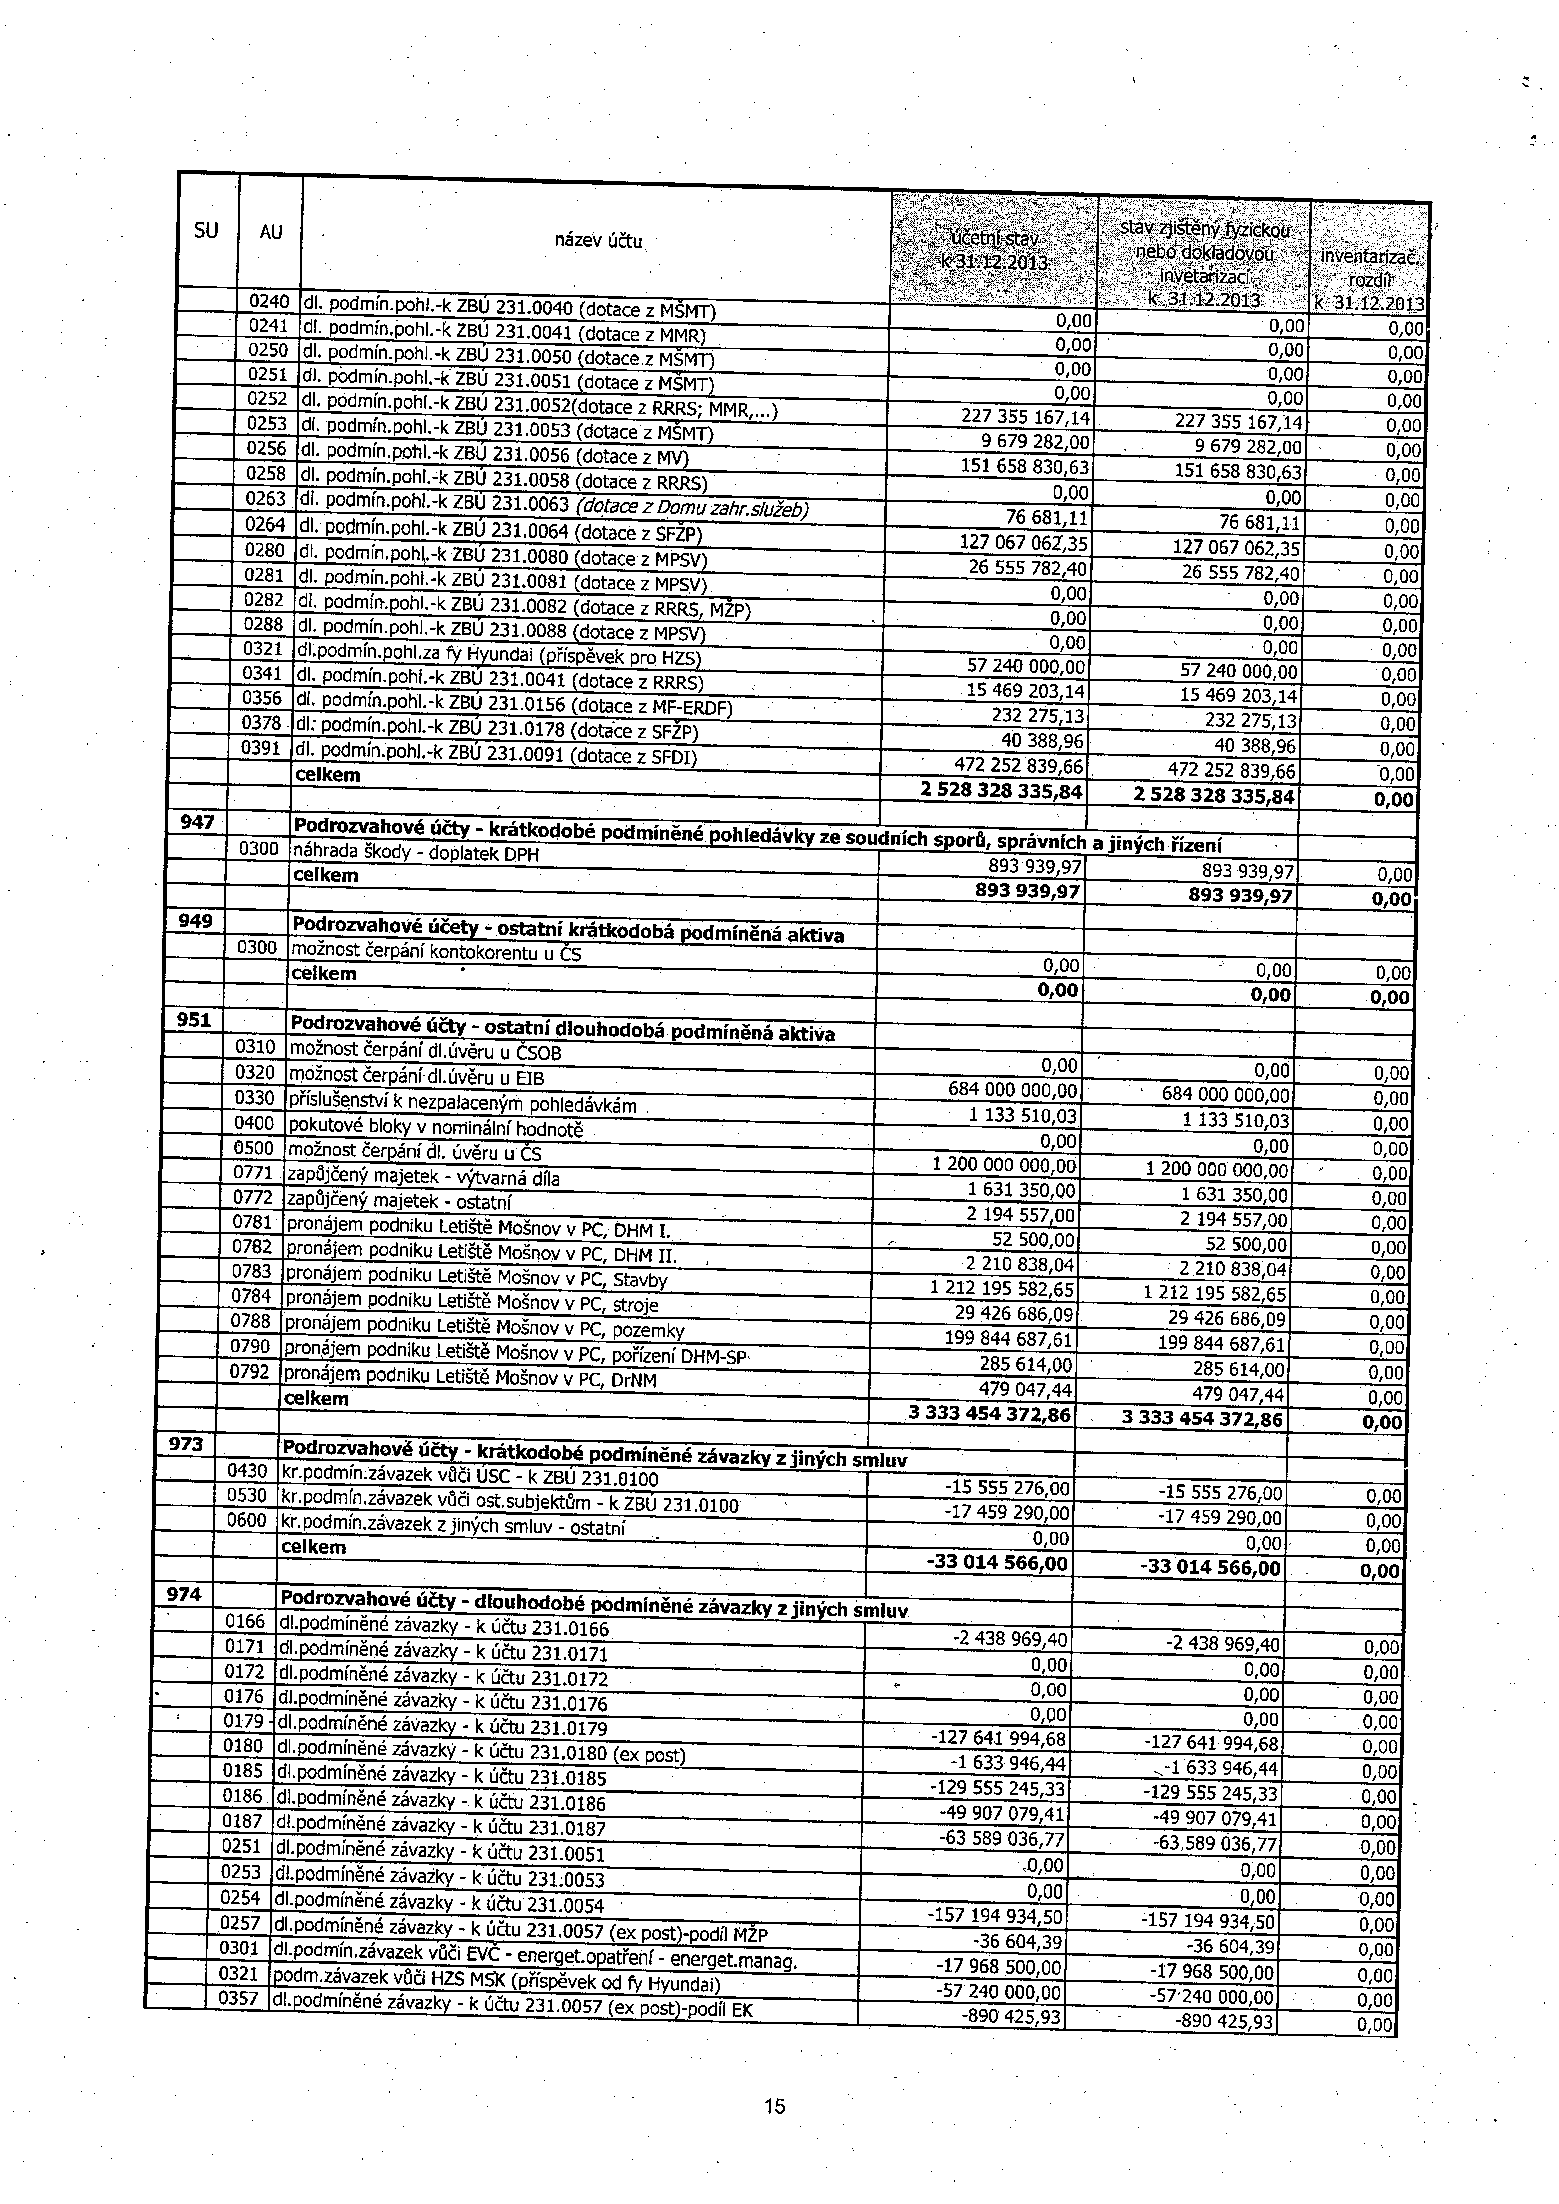 SU AU název účtu účetní stav k 31.12.2013 stav zjištěný fyzickou nebo dokladovou invetarizací k 31.12.2013 inventarizač. rozdíl k 31.12.2013
0240 dl. podmín.pohl.-k ZBÚ 231.0040 (dotace z MŠMT) 0,00 0,00 0,00
0241 dl. podmín.pohl.-k ZBÚ 231.0041 (dotace z MMR) 0,00 0,00 0,00
0250 dl. podmín.pohl.-k ZBÚ 231.0050 (dotace z MŠMT) 0,00 0,00 0,00
0251 dl. podmín.pohl.-k ZBÚ 231.0051 (dotace z MŠMT) 0,00 0,00 0,00
0252 dl. podmín.pohl.-k ZBÚ 231.0052(dotace z RRRS; MMR,...) 227 355 167,14 227 355 167,14 0,00
0253 dl. podmín.pohl.-k ZBÚ 231.0053 (dotace z MŠMT) 9 679 282,00 9 679 282,00 0,00
0256 dl. podmín.pohl.-k ZBÚ 231.0056 (dotace z MV) 151 658 830,63 151 658 830,63 0,00
0258 dl. podmín.pohl.-k ZBÚ 231.0058 (dotace z RRRS) 0,00 0,00 0,00
0263 dl. podmín.pohl.-k ZBÚ 231.0063 (dotace z Domu zahr.služeb) 76 681,11 76 681,11 0,00
0264 dl. podmín.pohl.-k ZBÚ 231.0064 (dotace z SFŽP) 127 067 062,35 127 067 062,35 0,00
0280 dl. podmín.pohl.-k ZBÚ 231.0080 (dotace z MPSV) 26 555 782,40 26 555 782,40 0,00
0281 dl. podmín.pohl.-k ZBÚ 231.0081 (dotace z MPSV) 0,00 0,00 0,00
0282 dl. podmín.pohl.-k ZBÚ 231.0082 (dotace z RRRS, MŽP) 0,00 0,00 0,00
0288 dl. podmín.pohl.-k ZBÚ 231.0088 (dotace z MPSV) 0,00 0,00 0,00
0321 dl.podmín.pohl.za fy Hyundai (příspěvek pro HZS) 57 240 000,00 57 240 000,00 0,00
0341 dl. podmín.pohl.-k ZBÚ 231.0041 (dotace z RRRS) 15 469 203,14 15 469 203,14 0,00
0356 dl. podmín.pohl.-k ZBÚ 231.0156 (dotace z MF-ERDF) 232 275,13 232 275,13 0,00
0378 dl. podmín.pohl.-k ZBÚ 231.0178 (dotace z SFŽP) 40 388,96 40 388,96 0,00
0391 dl. podmín.pohl.-k ZBÚ 231.0091 (dotace z SFDI) 472 252 839,66 472 252 839,66 0,00
celkem 2 528 328 335,84 2 528 328 335,84 0,00
947 Podrozvahové účty - krátkodobé podmíněné pohledávky ze soudních sporů, správních a jiných řízení
0300 náhrada škody - doplatek DPH 893 939,97 893 939,97 0,00
celkem 893 939,97 893 939,97 0,00
949 Podrozvahové účety - ostatní krátkodobá podmíněná aktiva
0300 možnost čerpání kontokorentu u ČS 0,00 0,00 0,00
celkem 0,00 0,00 0,00
951 Podrozvahové účty - ostatní dlouhodobá podmíněná aktiva
0310 možnost čerpání dl.úvěru u ČSOB 0,00 0,00 0,00
0320 možnost čerpání dl.úvěru u EIB 684 000 000,00 684 000 000,00 0,00
0330 příslušenství k nezpalaceným pohledávkám 1 133 510,03 1 133 510,03 0,00
0400 pokutové bloky v nominální hodnotě 0,00 0,00 0,00
0500 možnost čerpání dl. úvěru u ČS 1 200 000 000,00 1 200 000 000,00 0,00
0771 zapůjčený majetek - výtvarná díla 1 631 350,00 1 631 350,00 0,00
0772 zapůjčený majetek - ostatní 2 194 557,00 2 194 557,00 0,00
0781 pronájem podniku Letiště Mošnov v PC, DHM I. 52 500,00 52 500,00 0,00
0782 pronájem podniku Letiště Mošnov v PC, DHM II. 2 210 838,04 2 210 838,04 0,00
0783 pronájem podniku Letiště Mošnov v PC, Stavby 1 212 195 582,65 1 212 195 582,65 0,00
0784 pronájem podniku Letiště Mošnov v PC, stroje 29 426 686,09 29 426 686,09 0,00
0788 pronájem podniku Letiště Mošnov v PC, pozemky 199 844 687,61 199 844 687,61 0,00
0790 pronájem podniku Letiště Mošnov v PC, pořízení DHM-SP 285 614,00 285 614,00 0,00
0792 pronájem podniku Letiště Mošnov v PC, DrNM 479 047,44 479 047,44 0,00
celkem 3 333 454 372,86 3 333 454 372,86 0,00
973 Podrozvahové účty - krátkodobé podmíněné závazky z jiných smluv
0430 kr.podmín.závazek vůči ÚSC - k ZBÚ 231.0100 -15 555 276,00 -15 555 276,00 0,00
0530 kr.podmín.závazek vůči ost.subjektům - k ZBÚ 231.0100 -17 459 290,00 -17 459 290,00 0,00
0600 kr.podmín.závazek z jiných smluv - ostatní 0,00 0,00 0,00
celkem -33 014 566,00 -33 014 566,00 0,00
974 Podrozvahové účty - dlouhodobé podmíněné závazky z jiných smluv
0166 dl.podmíněné závazky - k účtu 231.0166 -2 438 969,40 -2 438 969,40 0,00
0171 dl.podmíněné závazky - k účtu 231.0171 0,00 0,00 0,00
0172 dl.podmíněné závazky - k účtu 231.0172 0,00 0,00 0,00
0176 dl.podmíněné závazky - k účtu 231.0176 0,00 0,00 0,00
0179 dl.podmíněné závazky - k účtu 231.0179 -127 641 994,68 -127 641 994,68 0,00
0180 dl.podmíněné závazky - k účtu 231.0180 (ex post) -1 633 946,44 -1 633 946,44 0,00
0185 dl.podmíněné závazky - k účtu 231.0185 -129 555 245,33 -129 555 245,33 0,00
0186 dl.podmíněné závazky - k účtu 231.0186 -49 907 079,41 -49 907 079,41 0,00
0187 dl.podmíněné závazky - k účtu 231.0187 -63 589 036,77 -63 589 036,77 0,00
0251 dl.podmíněné závazky - k účtu 231.0051 0,00 0,00 0,00
0253 dl.podmíněné závazky - k účtu 231.0053 0,00 0,00 0,00
0254 dl.podmíněné závazky - k účtu 231.0054 -157 194 934,50 -157 194 934,50 0,00
0257 dl.podmíněné závazky - k účtu 231.0057 (ex post)-podíl MŽP -36 604,39 -36 604,39 0,00
0301 dl.podmín.závazek vůči EVČ - energet.opatření - energet.manag. -17 968 500,00 -17 968 500,00 0,00
0321 podm.závazek vůči HZS MSK (příspěvek od fy Hyundai) -57 240 000,00 -57 240 000,00 0,00
0357 dl.podmíněné závazky - k účtu 231.0057 (ex post)-podíl EK -890 425,93 -890 425,93 0,00
15